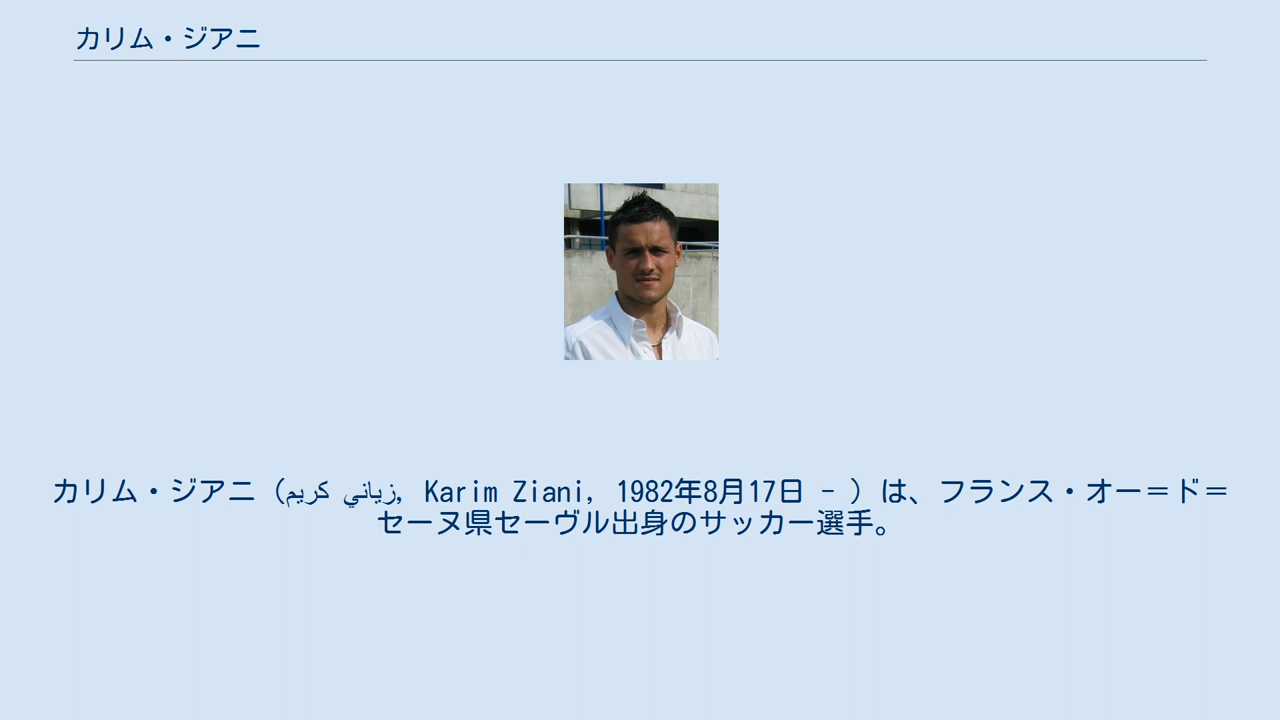 カリム・ジアニ
カリム・ジアニ（زياني كريم, Karim Ziani, 1982年8月17日 - ）は、フランス・オー＝ド＝
セーヌ県セーヴル出身のサッカー選手。